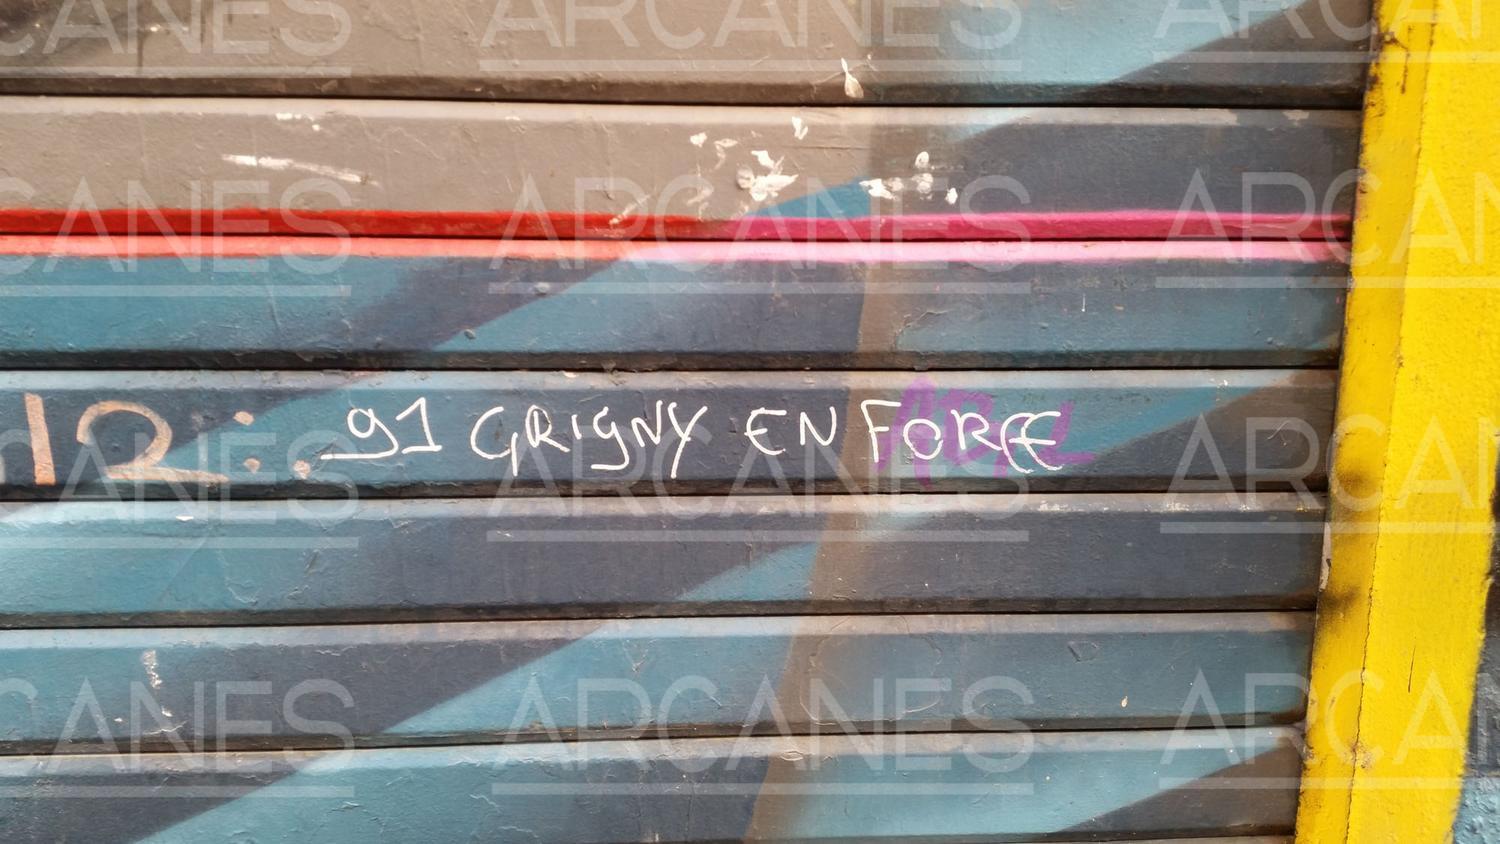 12:. 91 GRIGNY EN FORCE
ARCANES